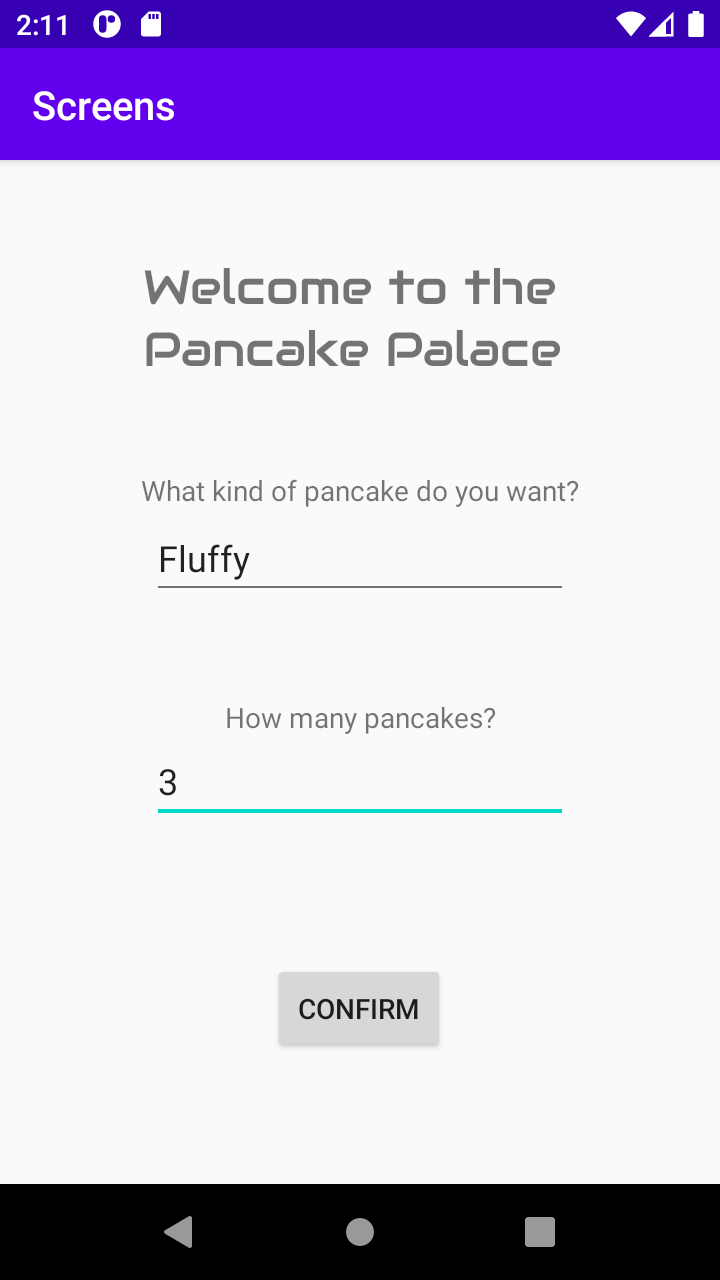 2:11
Screens
Welcome to the
Pancake Palace
What kind of pancake do you want?
Fluffy
How many pancakes?
3
CONFIRM